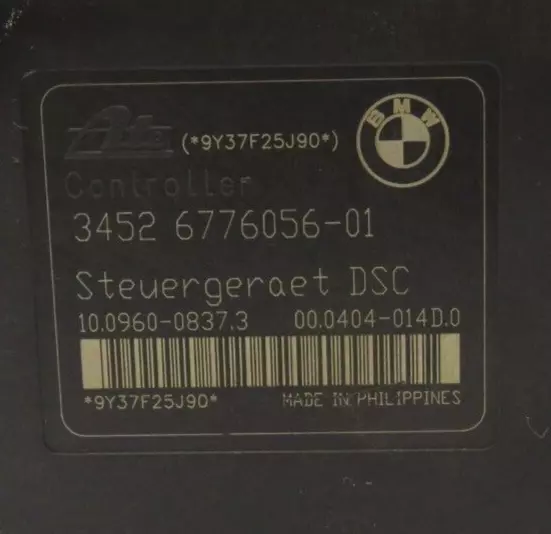 Ate (*9Y37F25J90*)
BMW
Controller
3452 6776056-01
Steuergeraet DSC
10.0960-0837.3 00.0404-014D.0
*9Y37F25J90* MADE IN PHILIPPINES